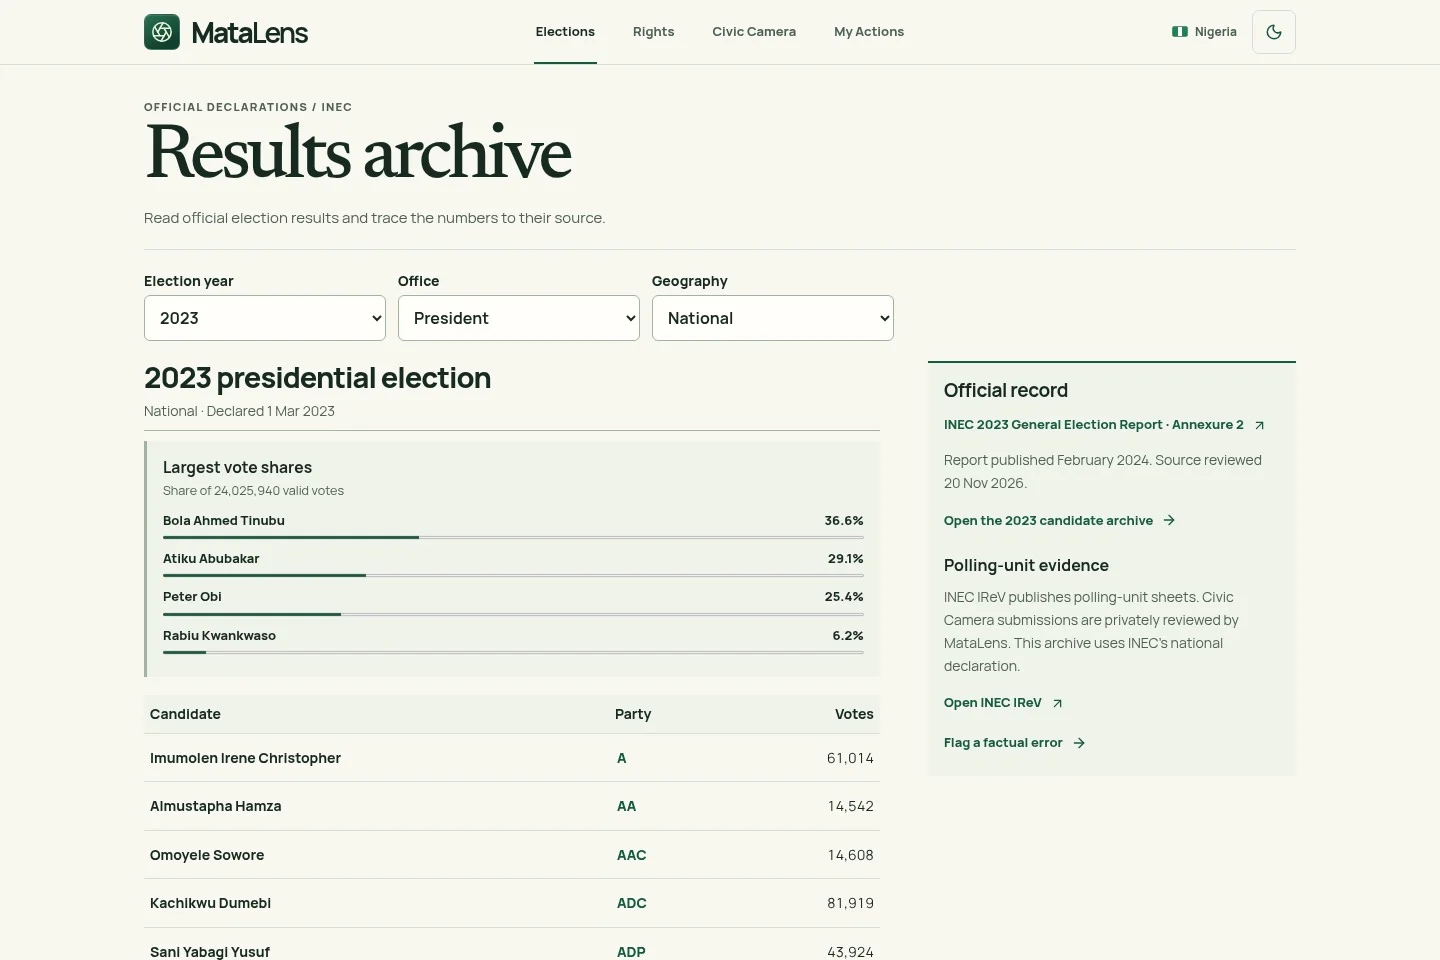 MataLens
Elections
Rights
Civic Camera
My Actions
Nigeria
OFFICIAL DECLARATIONS / INEC
Results archive
Read official election results and trace the numbers to their source.
Election year
Office
Geography
2023
President
National
2023 presidential election
National · Declared 1 Mar 2023
Largest vote shares
Share of 24,025,940 valid votes
Bola Ahmed Tinubu 36.6%
Atiku Abubakar 29.1%
Peter Obi 25.4%
Rabiu Kwankwaso 6.2%
Candidate Party Votes
Imumolen Irene Christopher A 61,014
Almustapha Hamza AA 14,542
Omoyele Sowore AAC 14,608
Kachikwu Dumebi ADC 81,919
Sani Yabagi Yusuf ADP 43,924
Official record
INEC 2023 General Election Report · Annexure 2
Report published February 2024. Source reviewed
20 Nov 2026.
Open the 2023 candidate archive
Polling-unit evidence
INEC IReV publishes polling-unit sheets. Civic
Camera submissions are privately reviewed by
MataLens. This archive uses INEC's national
declaration.
Open INEC IReV
Flag a factual error